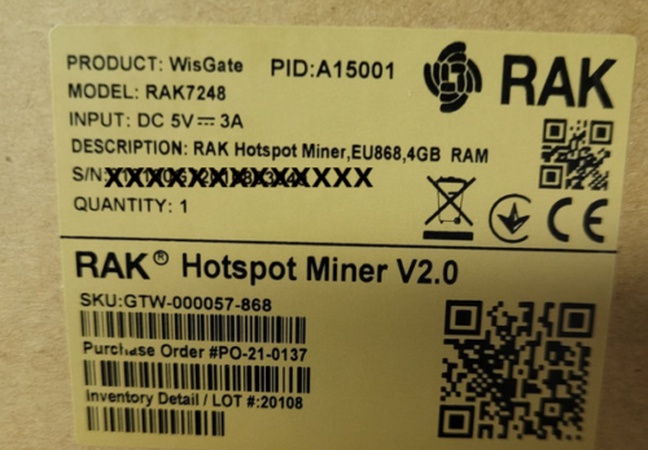 PRODUCT: WisGate PID:A15001
RAK
MODEL: RAK7248
INPUT: DC 5V⎓3A
DESCRIPTION: RAK Hotspot Miner,EU868,4GB RAM
S/N:XXXXXXXXXXXXX
QUANTITY: 1
CE
RAK® Hotspot Miner V2.0
SKU:GTW-000057-868
Purchase Order #PO-21-0137
Inventory Detail / LOT #:20108